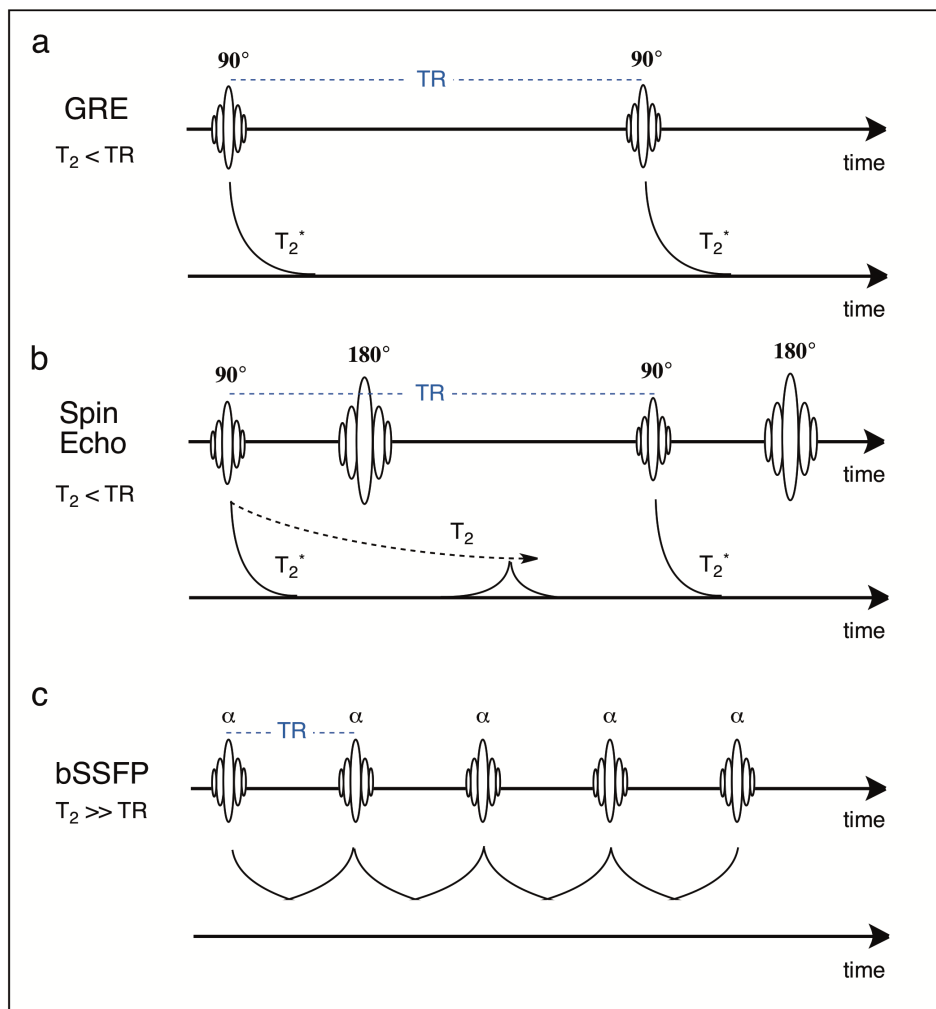 a
90°
90°
TR
GRE
T₂ < TR
time
T₂*
T₂*
time
b
180°
180°
90°
90°
TR
Spin
Echo
time
T₂ < TR
T₂
T₂*
T₂*
time
c
α
α
α
α
α
TR
bSSFP
T₂ >> TR
time
time